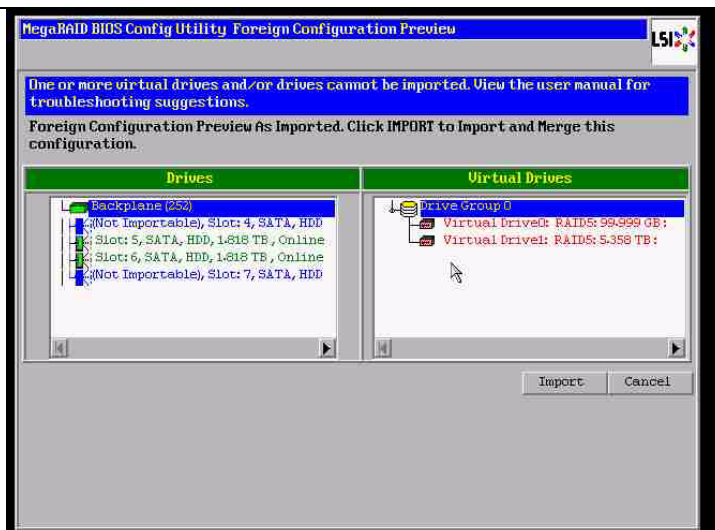 MegaRAID BIOS Config Utility Foreign Configuration Preview
LSI
One or more virtual drives and/or drives cannot be imported. View the user manual for
troubleshooting suggestions.
Foreign Configuration Preview As Imported. Click IMPORT to Import and Merge this
configuration.
Drives
Backplane (252)
(Not Importable), Slot: 4, SATA, HDD
Slot: 5, SATA, HDD, 1.818 TB, Online
Slot: 6, SATA, HDD, 1.818 TB, Online
(Not Importable), Slot: 7, SATA, HDD
Virtual Drives
Drive Group 0
Virtual Drive0: RAID5: 99.999 GB:
Virtual Drive1: RAID5: 5.358 TB:
Import
Cancel